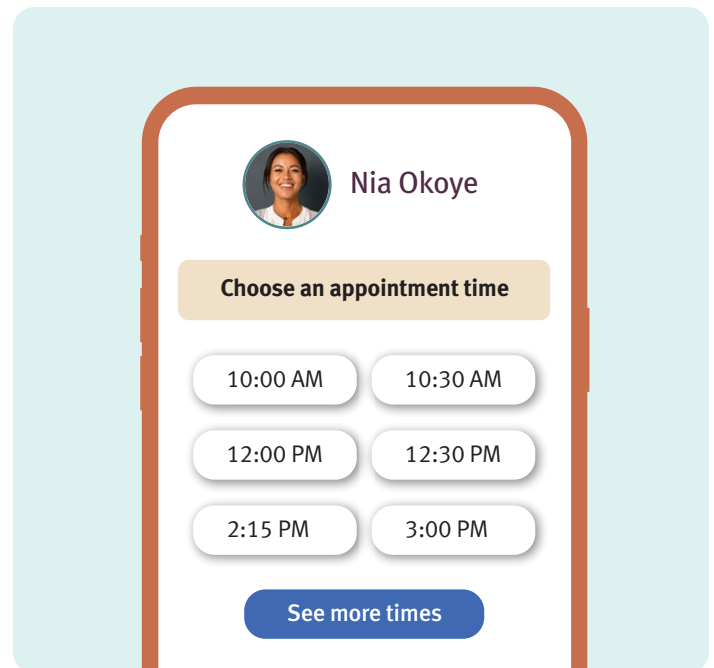 Nia Okoye
Choose an appointment time
10:00 AM 10:30 AM
12:00 PM 12:30 PM
2:15 PM 3:00 PM
See more times